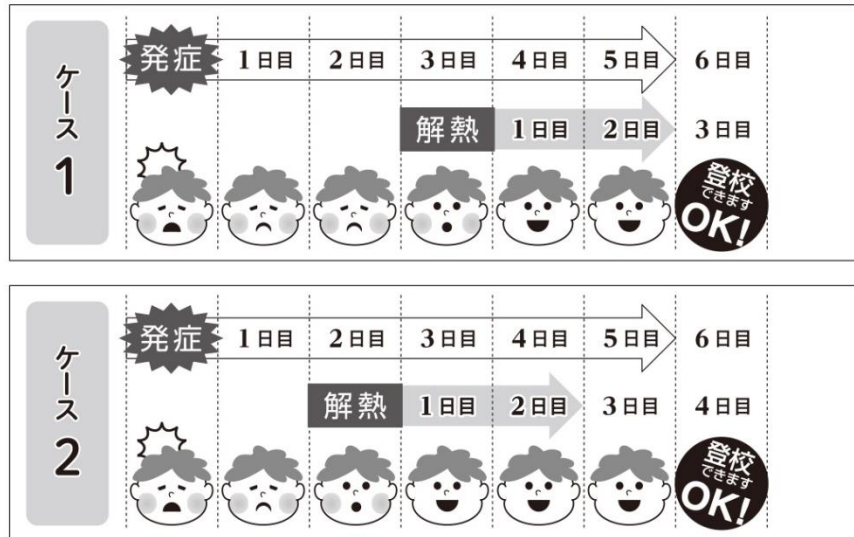 ケース1
発症 1日目 2日目 3日目 4日目 5日目 6日目
解熱 1日目 2日目 3日目
登校
できます
OK!
ケース2
発症 1日目 2日目 3日目 4日目 5日目 6日目
解熱 1日目 2日目 3日目 4日目
登校
できます
OK!